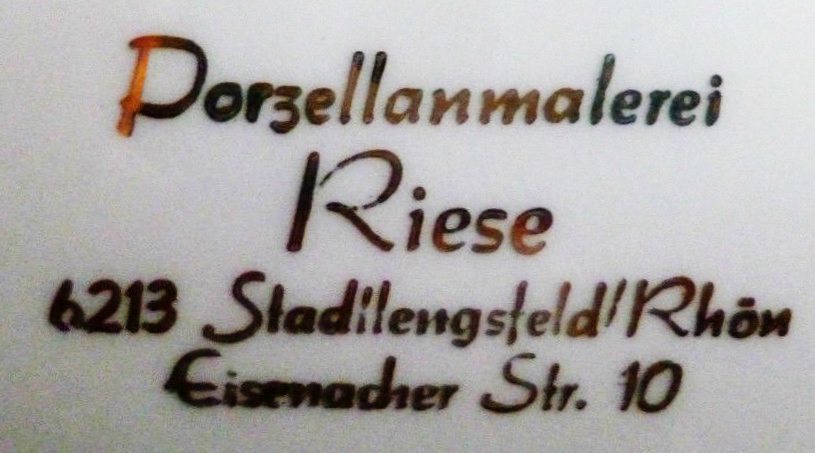 Porzellanmalerei
Riese
6213 Stadtlengsfeld/Rhön
Eisenacher Str. 10